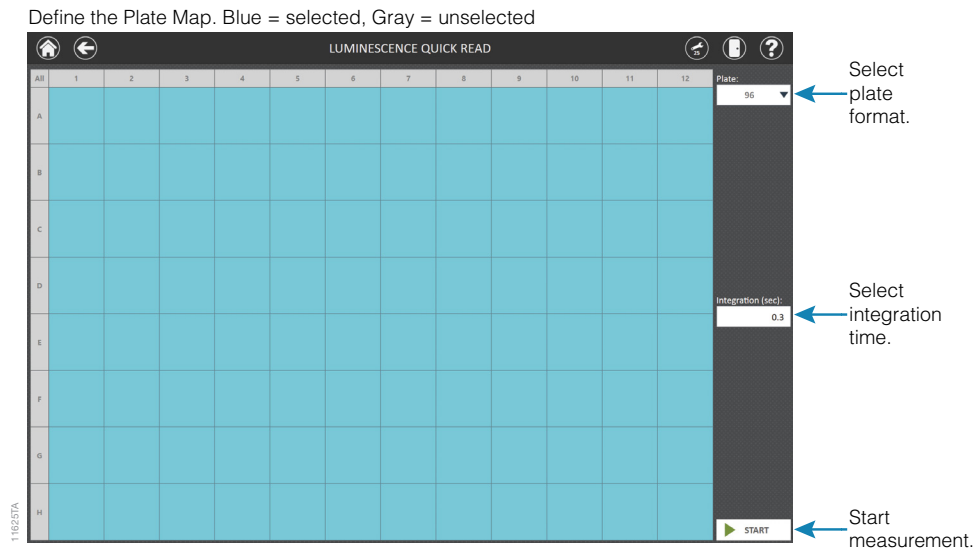 Define the Plate Map. Blue = selected, Gray = unselected
LUMINESCENCE QUICK READ
25
?
All 1 2 3 4 5 6 7 8 9 10 11 12
Plate:
96
Select
plate
format.
A
B
C
D
Integration (sec):
0.3
Select
integration
time.
E
F
G
H
START
Start
measurement.
11625TA